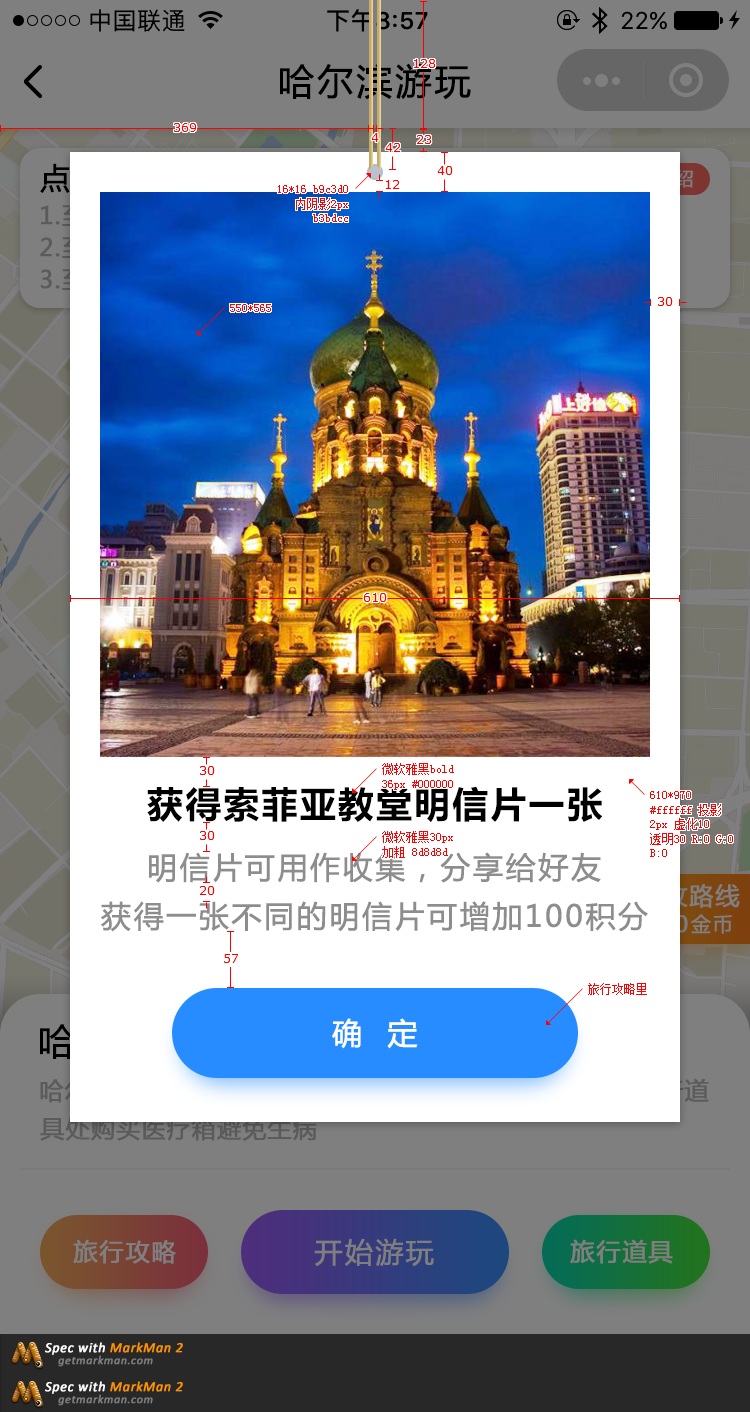 中国联通
下午8:57
22%
哈尔滨游玩
128
369
4
42
23
40
12
16*16 b9c3d0
内阴影2px
b3bdcc
点
绍
1.至
2.至
3.至
30
550*565
上好佳
610
30
微软雅黑bold
36px #000000
获得索菲亚教堂明信片一张
610*970
#ffffff 投影
2px 虚化10
透明30 R:0 G:0
B:0
30
微软雅黑30px
加粗 8d8d8d
明信片可用作收集，分享给好友
20
获得一张不同的明信片可增加100积分
攻路线
0金币
57
旅行攻略里
确 定
哈
哈尔
行道
具处购买医疗箱避免生病
旅行攻略
开始游玩
旅行道具
Spec with MarkMan 2
getmarkman.com
Spec with MarkMan 2
getmarkman.com